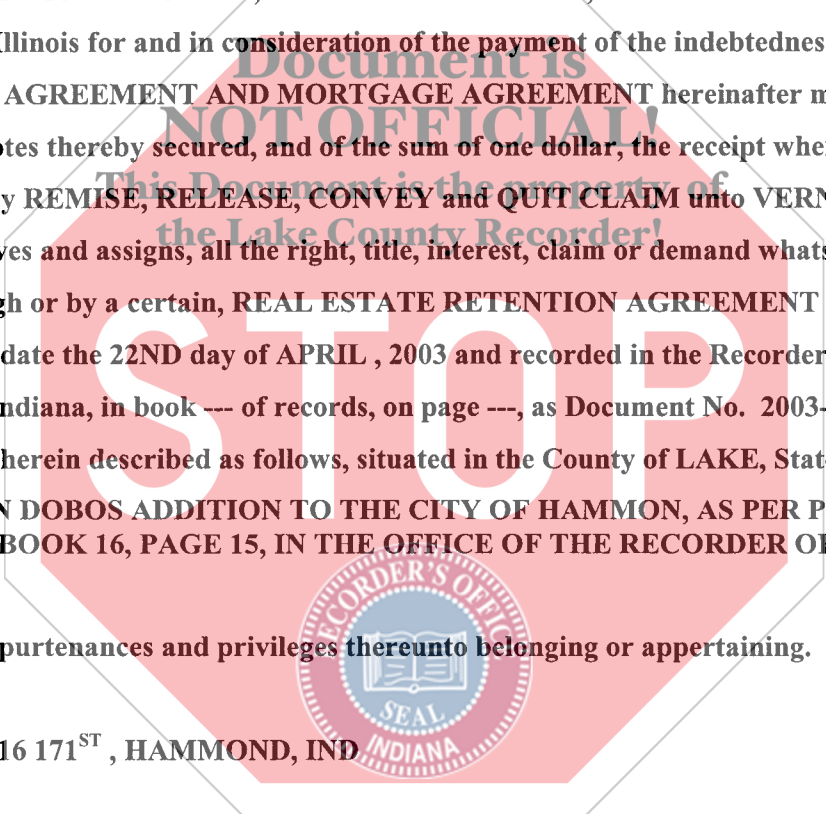 Illinois for and in consideration of the payment of the indebtednes
Document is
AGREEMENT AND MORTGAGE AGREEMENT hereinafter m
NOT OFFICIAL!
otes thereby secured, and of the sum of one dollar, the receipt whe
This Document is the property of
y REMISE, RELEASE, CONVEY and QUIT CLAIM unto VERN
the Lake County Recorder!
ves and assigns, all the right, title, interest, claim or demand whats
gh or by a certain, REAL ESTATE RETENTION AGREEMENT
date the 22ND day of APRIL , 2003 and recorded in the Recorder
ndiana, in book --- of records, on page ---, as Document No. 2003-
STOP
herein described as follows, situated in the County of LAKE, Stat
N DOBOS ADDITION TO THE CITY OF HAMMON, AS PER P
BOOK 16, PAGE 15, IN THE OFFICE OF THE RECORDER OF
RECORDER'S OFFIC
purtenances and privileges thereunto belonging or appertaining.
SEAL
INDIANA
16 171ST , HAMMOND, IND